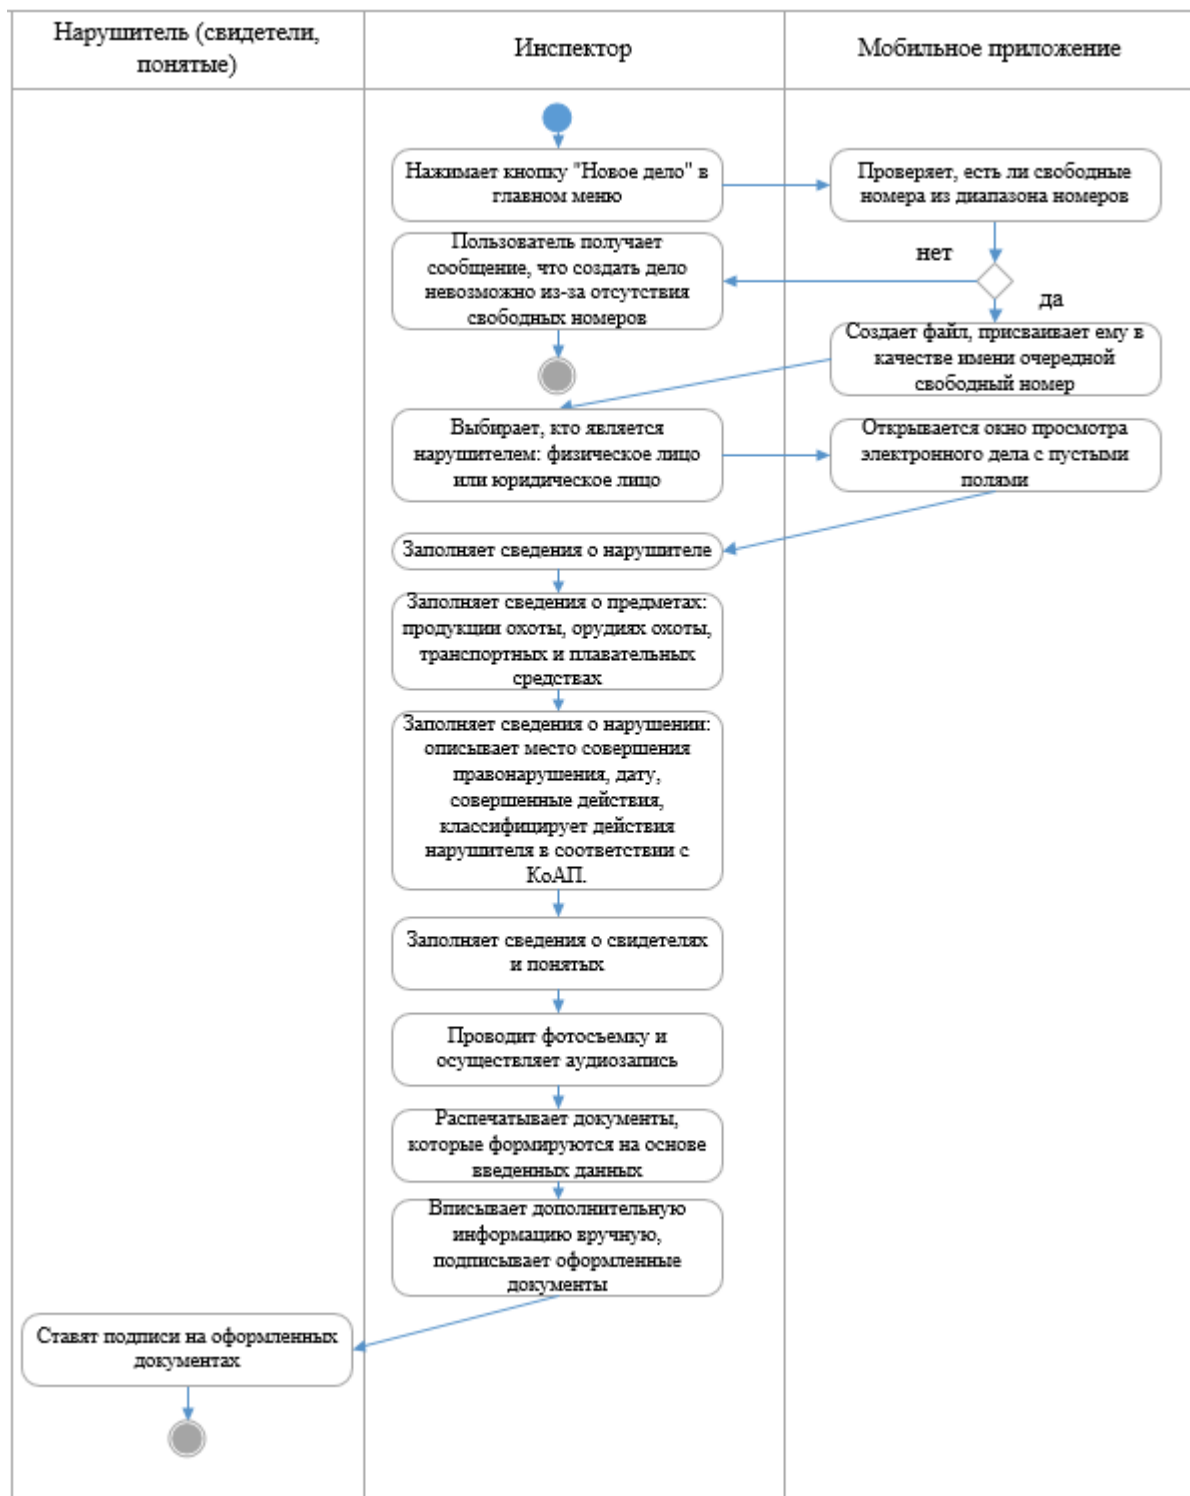 Нарушитель (свидетели,
понятые)
Инспектор
Мобильное приложение
Нажимает кнопку "Новое дело" в
главном меню
Проверяет, есть ли свободные
номера из диапазона номеров
нет
Пользователь получает
сообщение, что создать дело
невозможно из-за отсутствия
свободных номеров
да
Создает файл, присваивает ему в
качестве имени очередной
свободный номер
Выбирает, кто является
нарушителем: физическое лицо
или юридическое лицо
Открывается окно просмотра
электронного дела с пустыми
полями
Заполняет сведения о нарушителе
Заполняет сведения о предметах:
продукции охоты, орудиях охоты,
транспортных и плавательных
средствах
Заполняет сведения о нарушении:
описывает место совершения
правонарушения, дату,
совершенные действия,
классифицирует действия
нарушителя в соответствии с
КоАП.
Заполняет сведения о свидетелях
и понятых
Проводит фотосъемку и
осуществляет аудиозапись
Распечатывает документы,
которые формируются на основе
введенных данных
Вписывает дополнительную
информацию вручную,
подписывает оформленные
документы
Ставят подписи на оформленных
документах